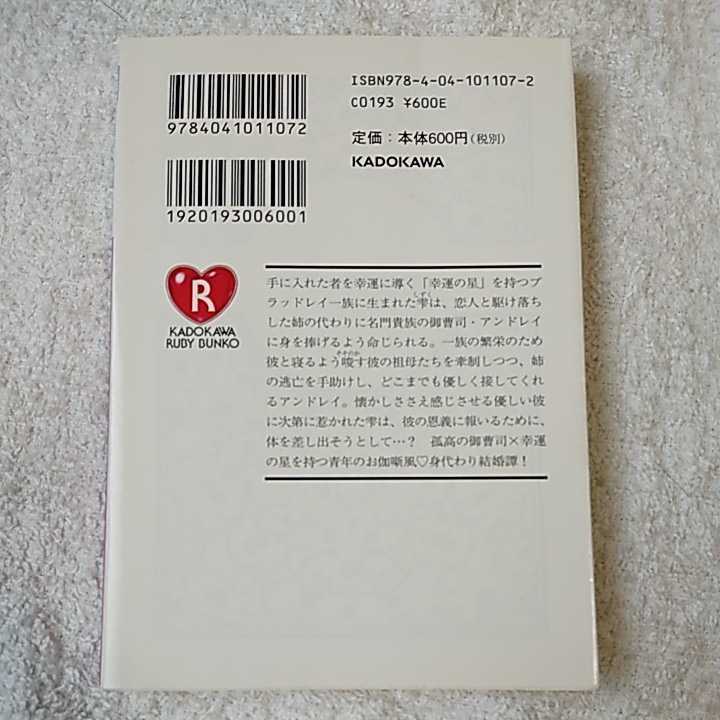 ISBN978-4-04-101107-2
C0193 ¥600E
9784041011072
定価：本体600円(税別)
KADOKAWA
1920193006001
R
KADOKAWA
RUBY BUNKO
手に入れた者を幸運に導く「幸運の星」を持つブ
ラッドレイ一族に生まれた雫は、恋人と駆け落ち
した姉の代わりに名門貴族の御曹司・アンドレイ
に身を捧げるよう命じられる。一族の繁栄のため
彼と寝るよう唆す彼の祖母たちを牽制しつつ、姉
の逃亡を手助けし、どこまでも優しく接してくれ
るアンドレイ。懐かしささえ感じさせる優しい彼
に次第に惹かれた雫は、彼の恩義に報いるために、
体を差し出そうとして…？　孤高の御曹司×幸運
の星を持つ青年のお伽噺風♡身代わり結婚譚！